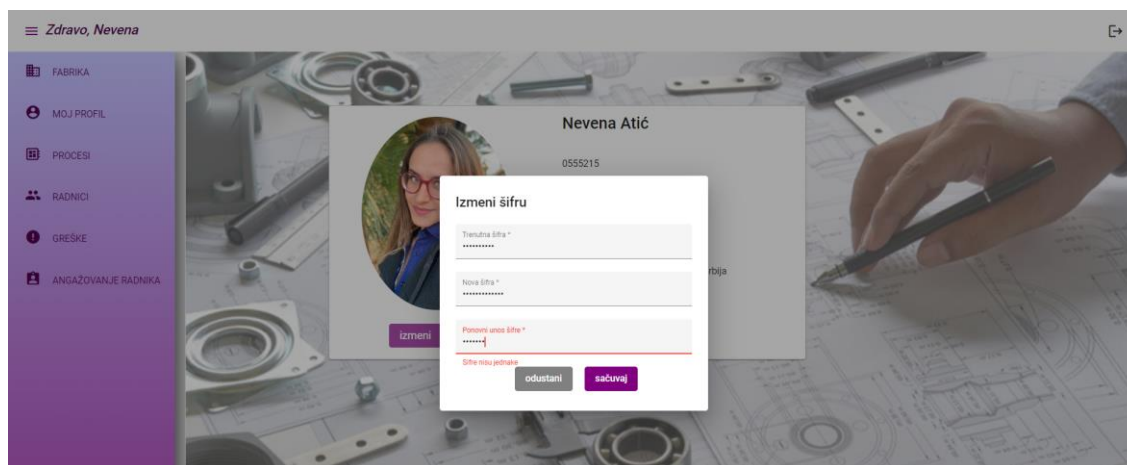 Zdravo, Nevena
FABRIKA
MOJ PROFIL
PROCESI
RADNICI
GREŠKE
ANGAŽOVANJE RADNIKA
Nevena Atić
0555215
rbija
izmeni
Izmeni šifru
Trenutna šifra *
••••••••••
Nova šifra *
•••••••••••••
Ponovni unos šifre *
•••••••
Šifre nisu jednake
odustani sačuvaj